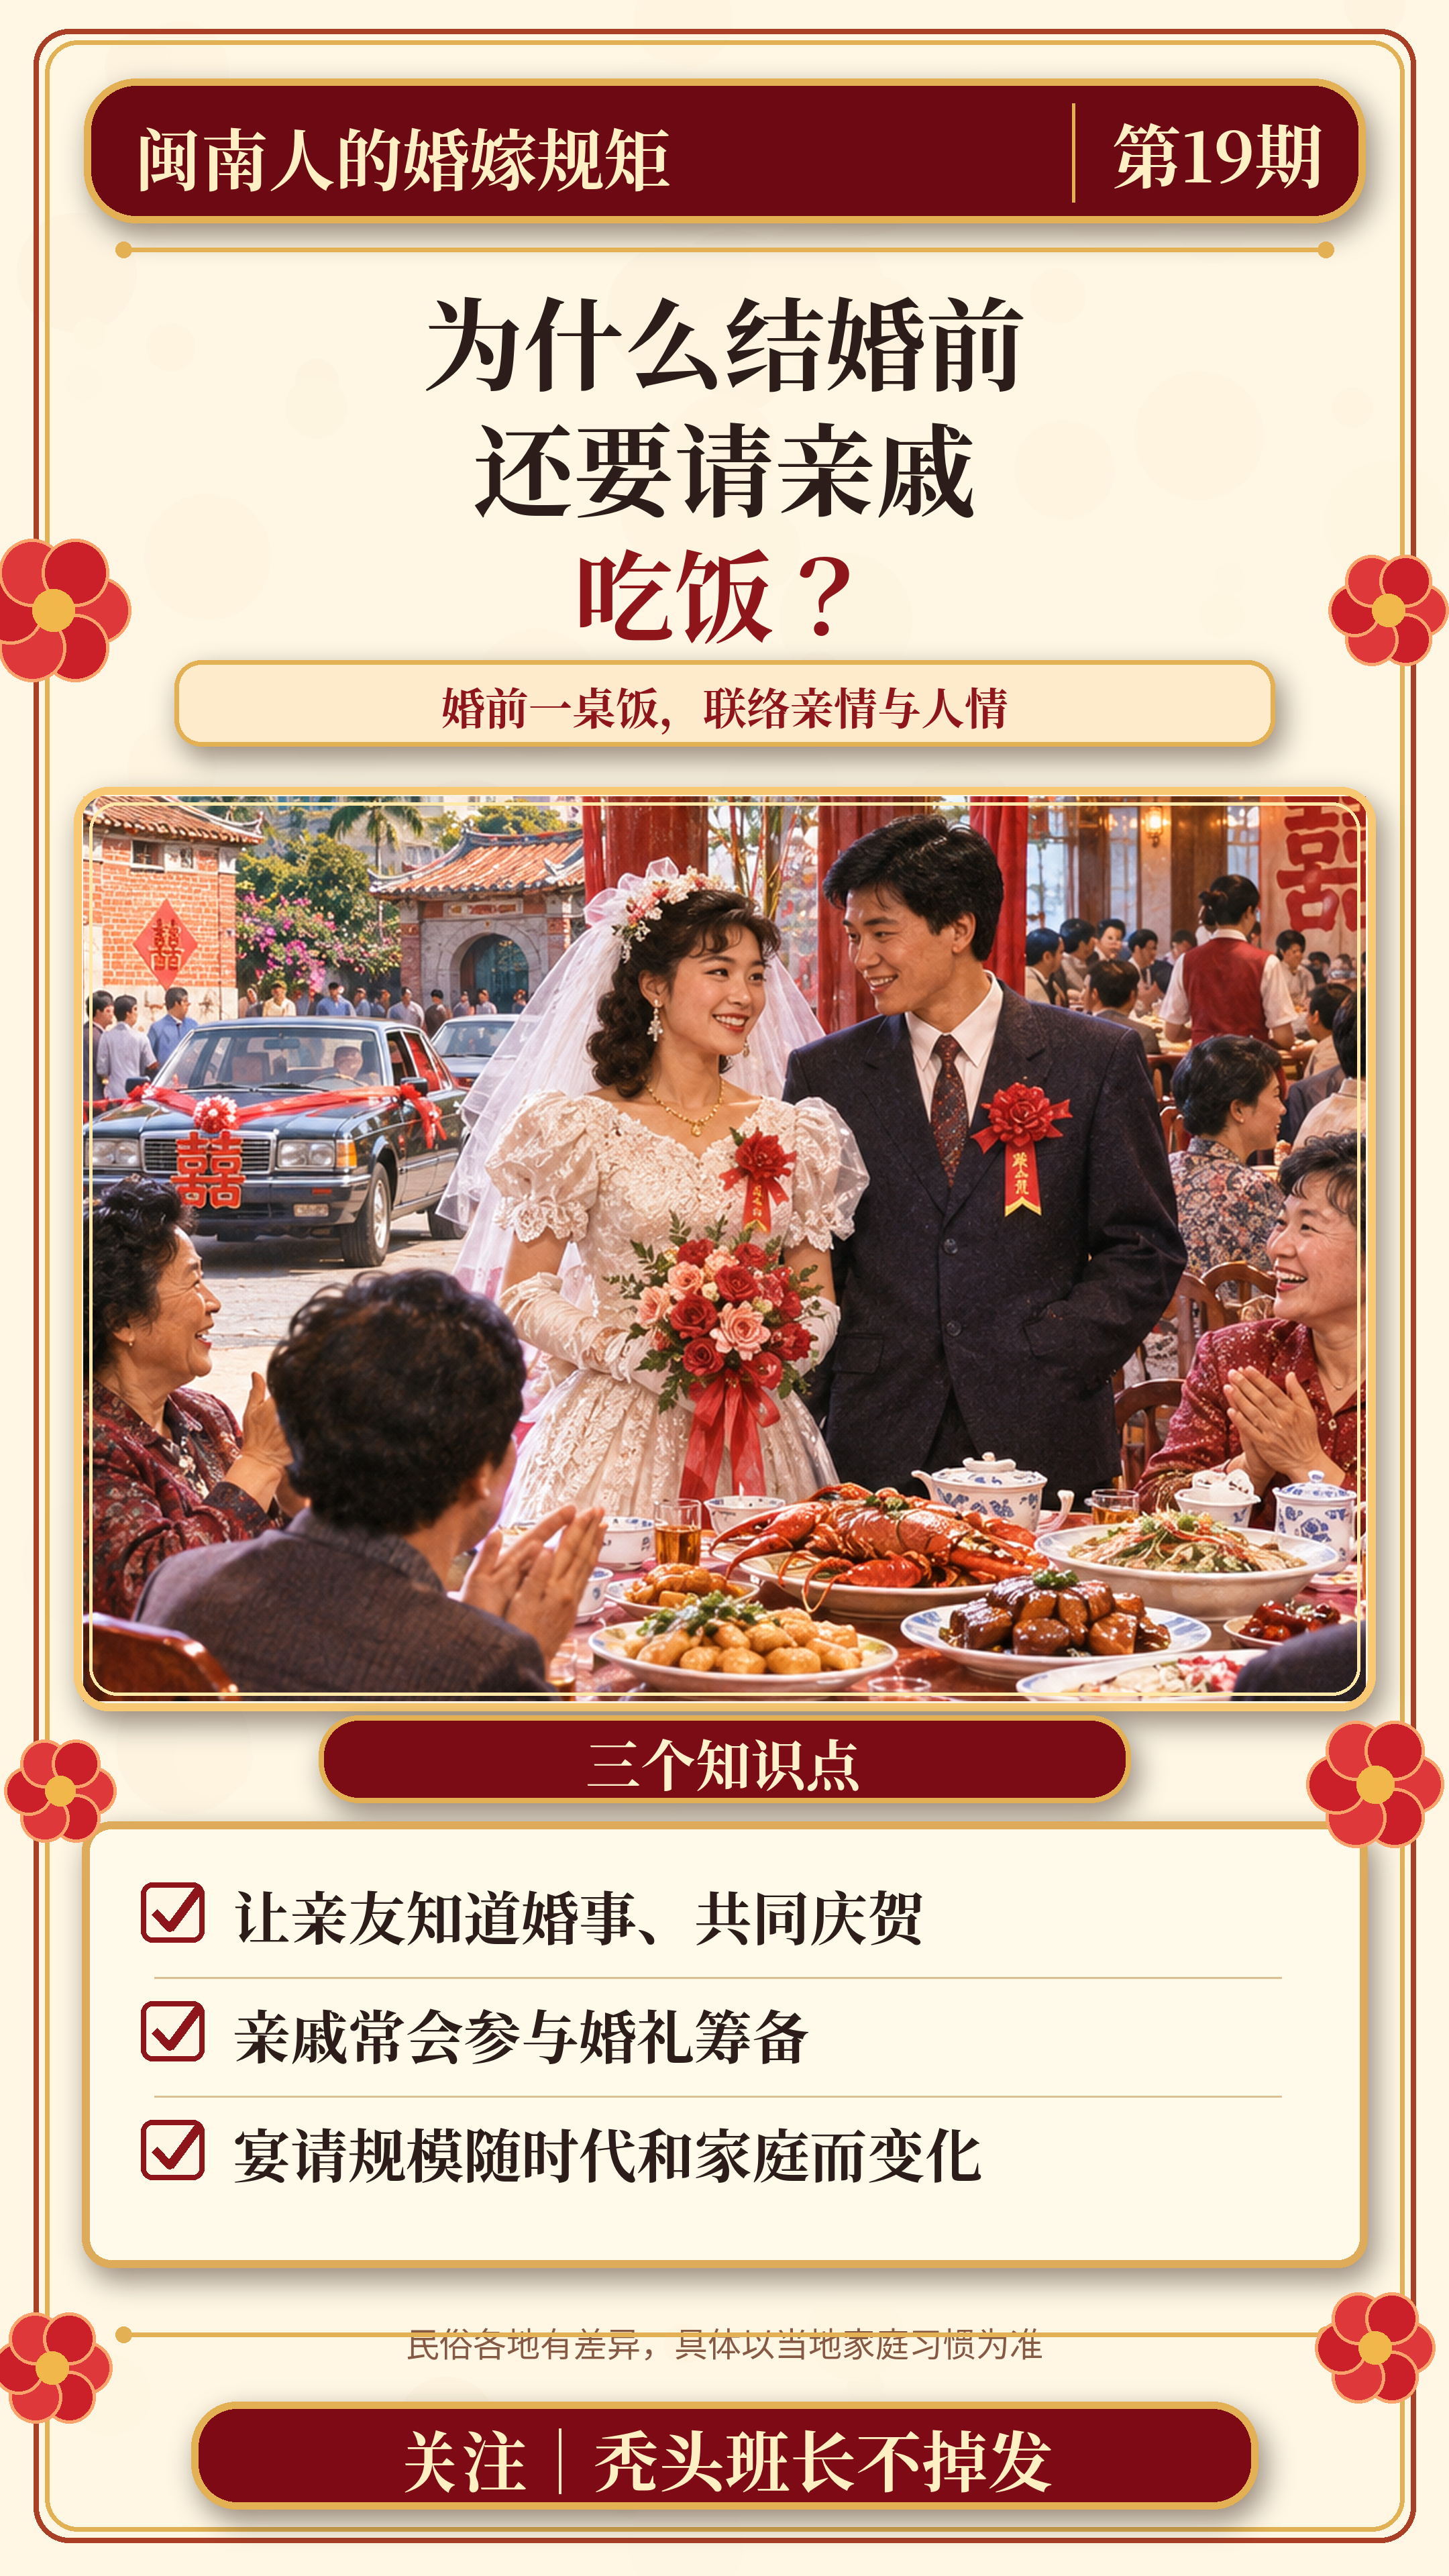 闽南人的婚嫁规矩
第19期
为什么结婚前
还要请亲戚
吃饭？
婚前一桌饭，联络亲情与人情
囍
囍
囍
三个知识点
让亲友知道婚事、共同庆贺
亲戚常会参与婚礼筹备
宴请规模随时代和家庭而变化
民俗各地有差异，具体以当地家庭习惯为准
关注｜秃头班长不掉发